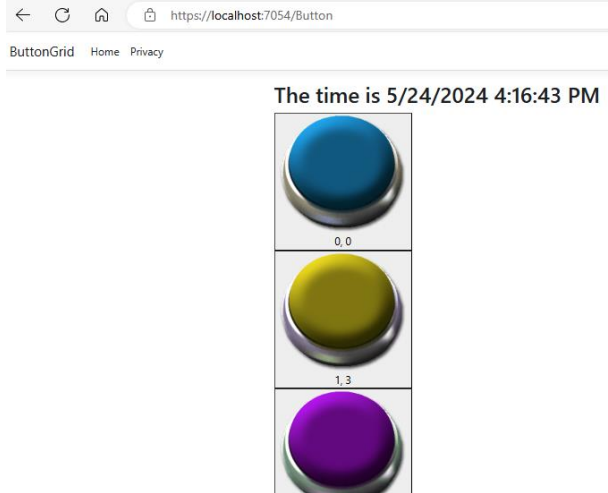 https://localhost:7054/Button
ButtonGrid Home Privacy
The time is 5/24/2024 4:16:43 PM
0, 0
1, 3